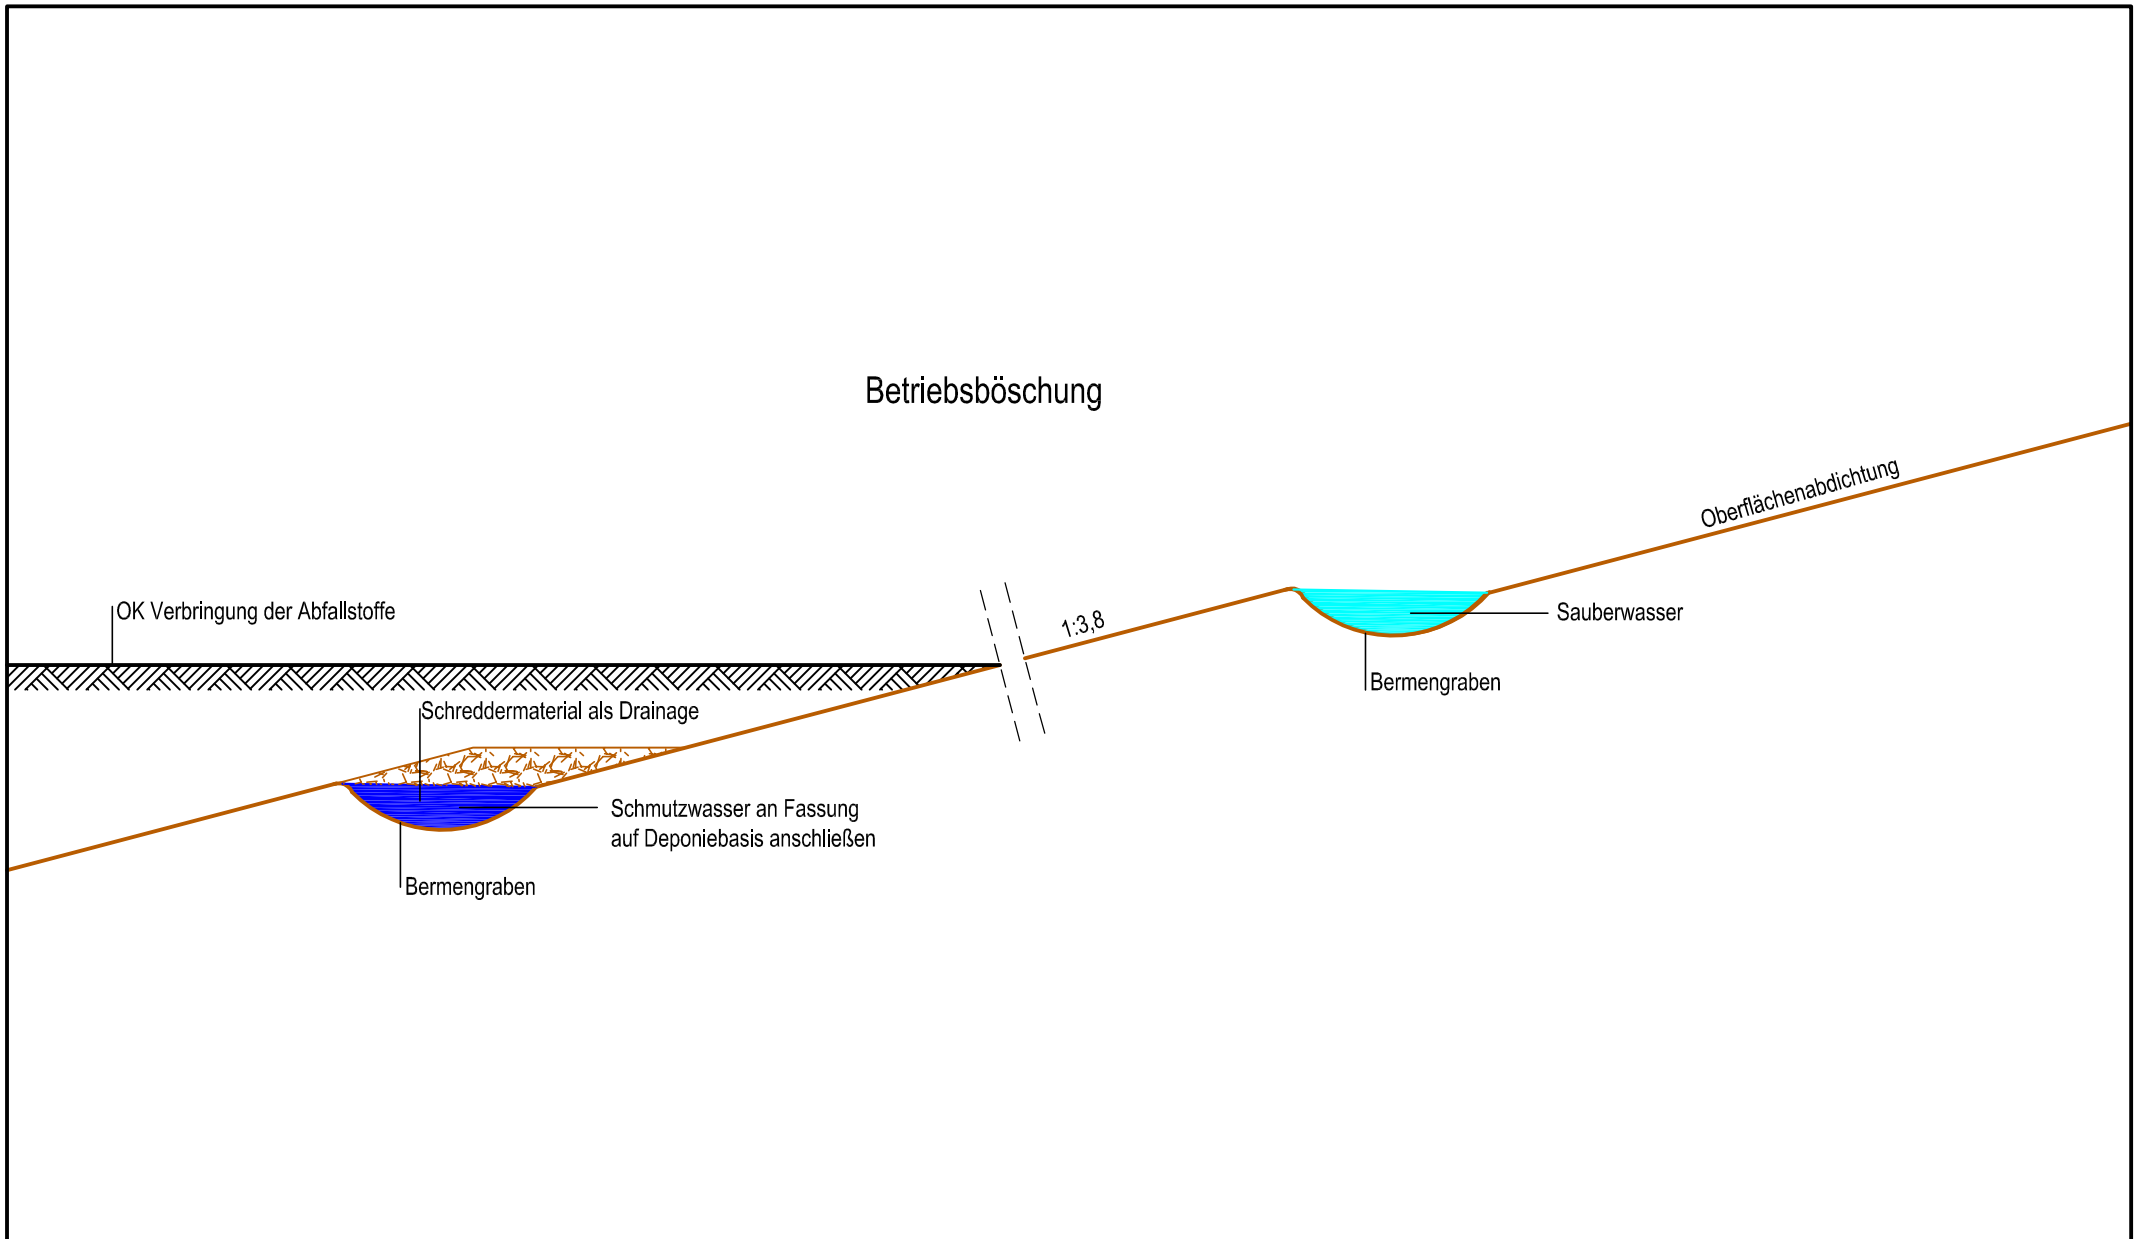 Betriebsböschung
Oberflächenabdichtung
OK Verbringung der Abfallstoffe
1:3,8
Sauberwasser
Bermengraben
Schreddermaterial als Drainage
Schmutzwasser an Fassung
auf Deponiebasis anschließen
Bermengraben